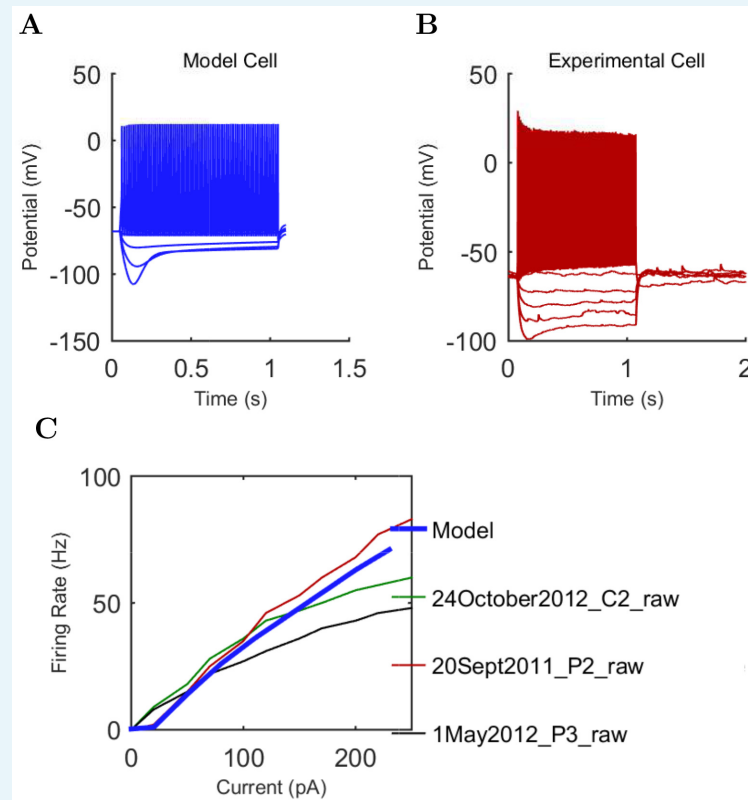 A
Model Cell
50
0
-50
-100
-150
Potential (mV)
0 0.5 1 1.5
Time (s)
B
Experimental Cell
50
0
-50
-100
Potential (mV)
0 1 2
Time (s)
C
100
50
0
Firing Rate (Hz)
0 100 200
Current (pA)
Model
24October2012_C2_raw
20Sept2011_P2_raw
1May2012_P3_raw